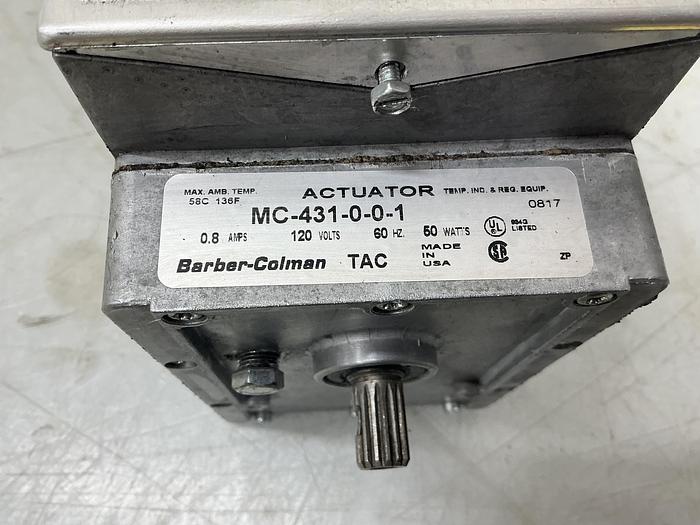 MAX. AMB. TEMP. ACTUATOR TEMP. IND. & REG. EQUIP.
58C 136F 0817
MC-431-0-0-1
0.8 AMPS 120 VOLTS 60 HZ. 50 WATTS UL LISTED
MADE IN USA
Barber-Colman TAC ZP